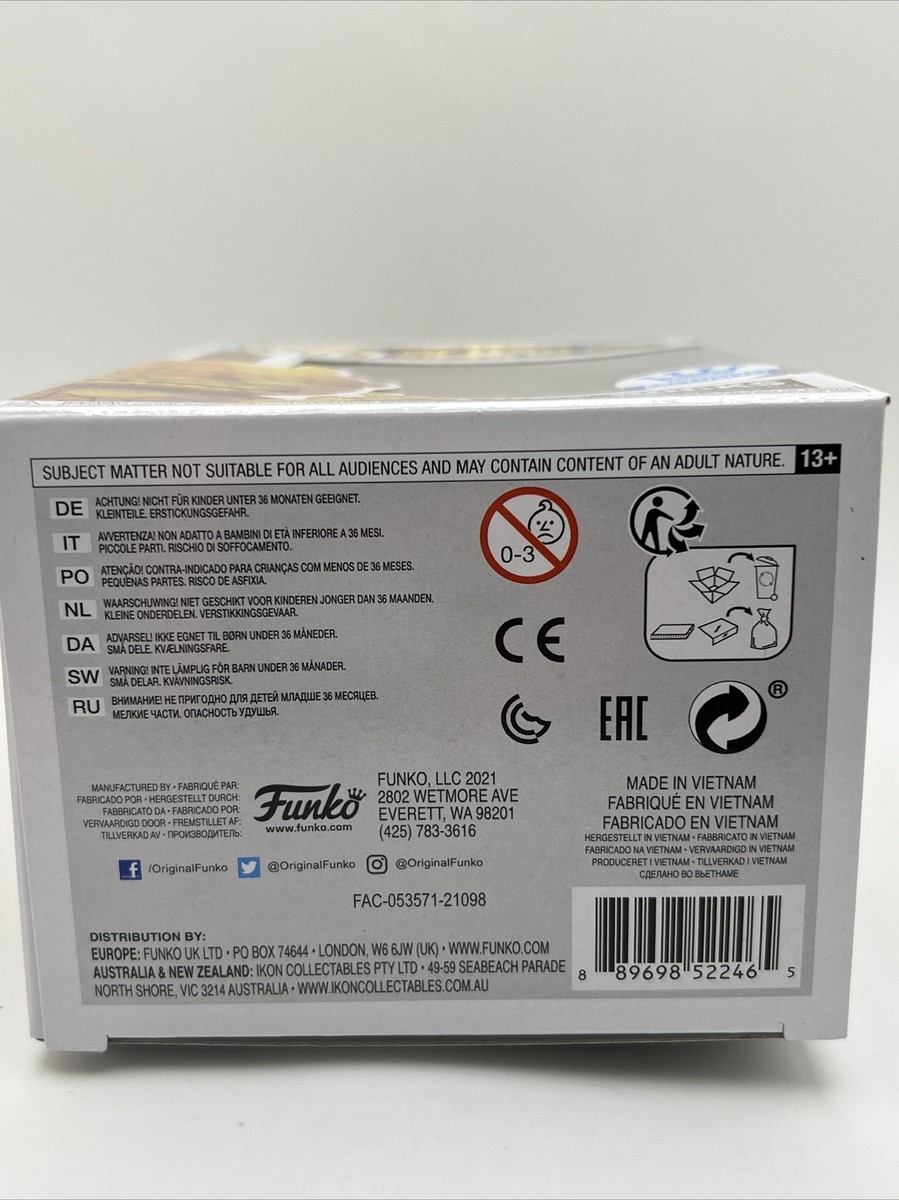 SUBJECT MATTER NOT SUITABLE FOR ALL AUDIENCES AND MAY CONTAIN CONTENT OF AN ADULT NATURE. 13+
DE ACHTUNG! NICHT FÜR KINDER UNTER 36 MONATEN GEEIGNET.
KLEINTEILE. ERSTICKUNGSGEFAHR.
IT AVVERTENZA! NON ADATTO A BAMBINI DI ETÀ INFERIORE A 36 MESI.
PICCOLE PARTI. RISCHIO DI SOFFOCAMENTO.
PO ATENÇÃO! CONTRA-INDICADO PARA CRIANÇAS COM MENOS DE 36 MESES.
PEQUENAS PARTES. RISCO DE ASFIXIA.
NL WAARSCHUWING! NIET GESCHIKT VOOR KINDEREN JONGER DAN 36 MAANDEN.
KLEINE ONDERDELEN. VERSTIKKINGSGEVAAR.
DA ADVARSEL! IKKE EGNET TIL BØRN UNDER 36 MÅNEDER.
SMÅ DELE. KVÆLNINGSFARE.
SW VARNING! INTE LÄMPLIG FÖR BARN UNDER 36 MÅNADER.
SMÅ DELAR. KVÄVNINGSRISK.
RU ВНИМАНИЕ! НЕ ПРИГОДНО ДЛЯ ДЕТЕЙ МЛАДШЕ 36 МЕСЯЦЕВ.
МЕЛКИЕ ЧАСТИ. ОПАСНОСТЬ УДУШЬЯ.
0-3
CE
EAC
®
MANUFACTURED BY • FABRIQUÉ PAR:
FABRICADO POR • HERGESTELLT DURCH:
FABBRICATO DA • FABRICADO POR:
VERVAARDIGD DOOR • FREMSTILLET AF:
TILLVERKAD AV • ПРОИЗВОДИТЕЛЬ:
Funko
www.funko.com
FUNKO, LLC 2021
2802 WETMORE AVE
EVERETT, WA 98201
(425) 783-3616
MADE IN VIETNAM
FABRIQUÉ EN VIETNAM
FABRICADO EN VIETNAM
HERGESTELLT IN VIETNAM • FABBRICATO IN VIETNAM
FABRICADO NA VIETNAM • VERVAARDIGD IN VIETNAM
PRODUCERET I VIETNAM • TILLVERKAD I VIETNAM
СДЕЛАНО ВО ВЬЕТНАМЕ
f /OriginalFunko @OriginalFunko @OriginalFunko
FAC-053571-21098
DISTRIBUTION BY:
EUROPE: FUNKO UK LTD • PO BOX 74644 • LONDON, W6 6JW (UK) • WWW.FUNKO.COM
AUSTRALIA & NEW ZEALAND: IKON COLLECTABLES PTY LTD • 49-59 SEABEACH PARADE
NORTH SHORE, VIC 3214 AUSTRALIA • WWW.IKONCOLLECTABLES.COM.AU
8 89698 52246 5